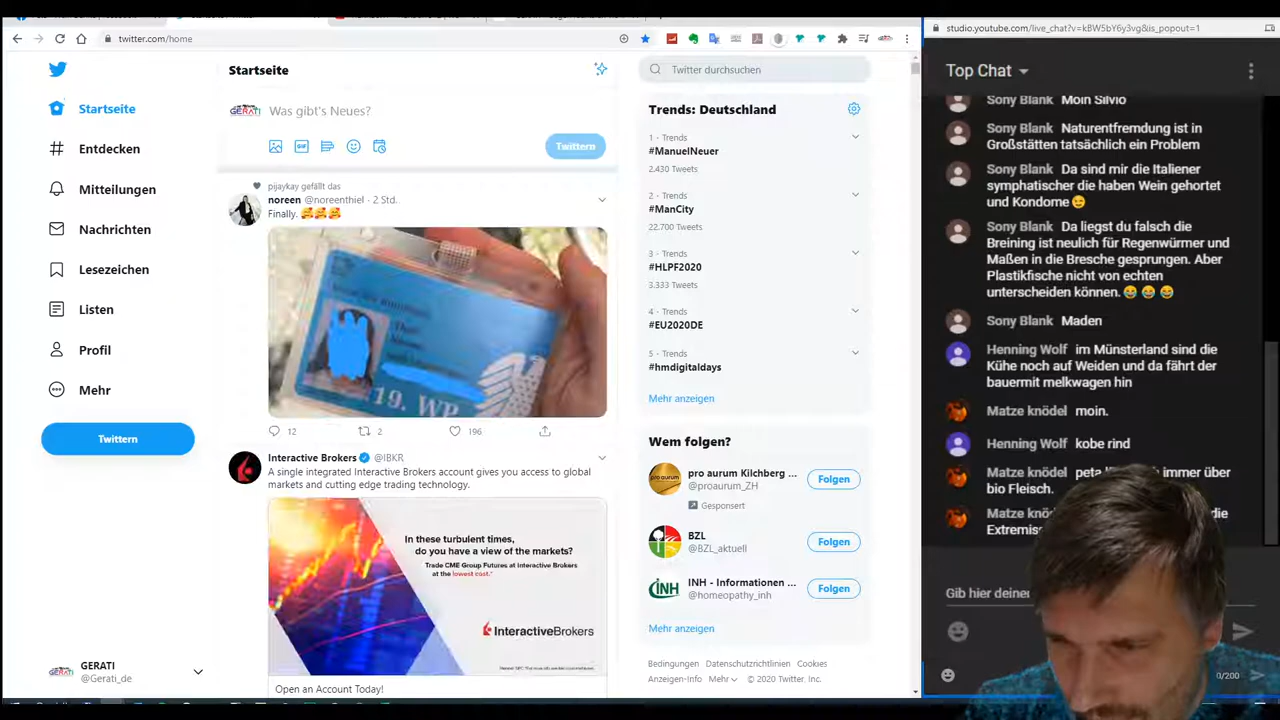 twitter.com/home
Startseite
Entdecken
Mitteilungen
Nachrichten
Lesezeichen
Listen
Profil
Mehr
Twittern
GERATI
@Gerati_de
Startseite
GERATI
Was gibt's Neues?
GIF
Twittern
pijaykay gefällt das
noreen @noreenthiel · 2 Std.
Finally. 🥰🥰🥰
19. WP
12
2
196
Interactive Brokers @IBKR
A single integrated Interactive Brokers account gives you access to global
markets and cutting edge trading technology.
In these turbulent times,
do you have a view of the markets?
Trade CME Group Futures at Interactive Brokers
at the lowest cost.*
InteractiveBrokers
Open an Account Today!
Twitter durchsuchen
Trends: Deutschland
1 · Trends
#ManuelNeuer
2.430 Tweets
2 · Trends
#ManCity
22.700 Tweets
3 · Trends
#HLPF2020
3.333 Tweets
4 · Trends
#EU2020DE
5 · Trends
#hmdigitaldays
Mehr anzeigen
Wem folgen?
pro aurum Kilchberg ...
@proaurum_ZH
Folgen
Gesponsert
BZL
@BZL_aktuell
Folgen
INH - Informationen ...
@homeopathy_inh
Folgen
Mehr anzeigen
Bedingungen Datenschutzrichtlinien Cookies
Anzeigen-Info Mehr © 2020 Twitter, Inc.
studio.youtube.com/live_chat?v=kBW5bY6y3vg&is_popout=1
Top Chat
Sony Blank Moin Silvio
Sony Blank Naturentfremdung ist in
Großstätten tatsächlich ein Problem
Sony Blank Da sind mir die Italiener
symphatischer die haben Wein gehortet
und Kondome 😉
Sony Blank Da liegst du falsch die
Breining ist neulich für Regenwürmer und
Maßen in die Bresche gesprungen. Aber
Plastikfische nicht von echten
unterscheiden können. 😂 😂 😂
Sony Blank Maden
Henning Wolf im Münsterland sind die
Kühe noch auf Weiden und da fährt der
bauermit melkwagen hin
Matze knödel moin.
Henning Wolf kobe rind
Matze knödel peta immer über
bio Fleisch.
Matze die
Gib hier
/200